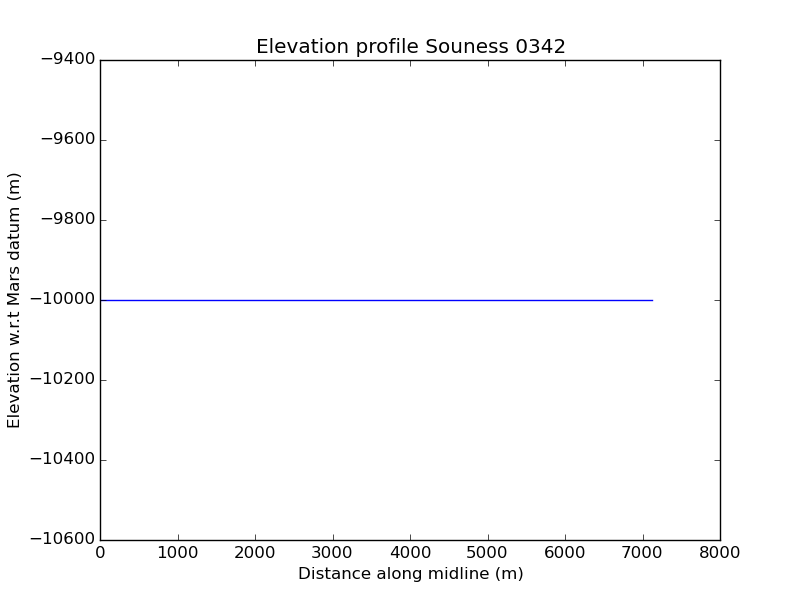 Elevation profile Souness 0342
−9400
−9600
−9800
−10000
−10200
−10400
−10600
Elevation w.r.t Mars datum (m)
0 1000 2000 3000 4000 5000 6000 7000 8000
Distance along midline (m)